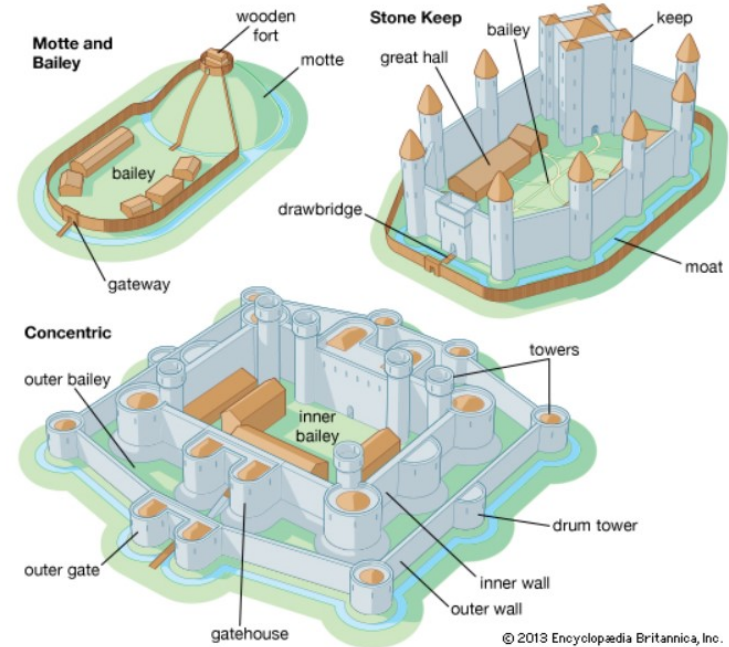 Motte and
Bailey
wooden
fort
motte
bailey
gateway
Stone Keep
bailey
keep
great hall
drawbridge
moat
Concentric
outer bailey
inner
bailey
towers
drum tower
inner wall
outer wall
outer gate
gatehouse
© 2013 Encyclopædia Britannica, Inc.